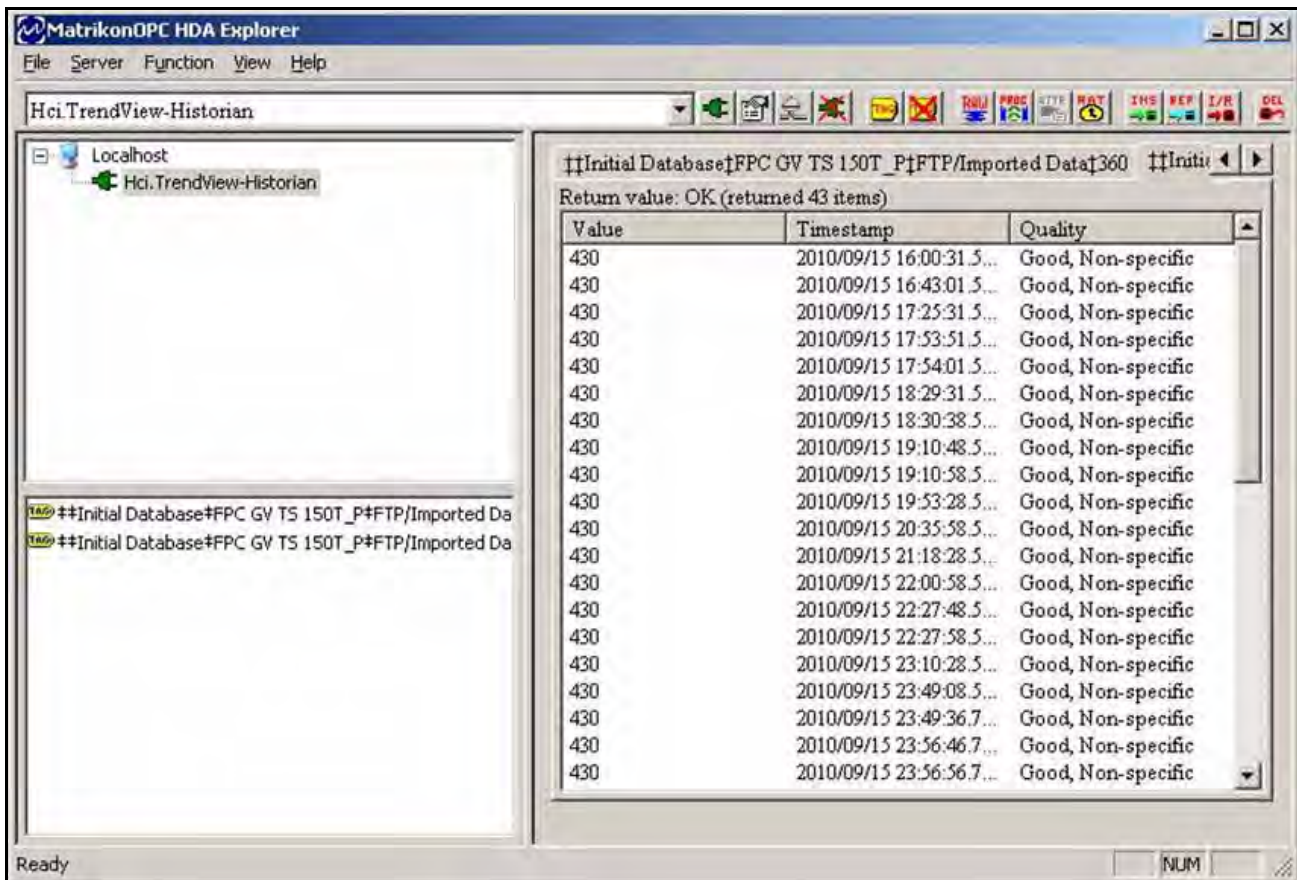 MatrikonOPC HDA Explorer
File Server Function View Help
Hci.TrendView-Historian
TAG
RAW PROC ATTR RAT INS REP I/R DEL
Localhost
Hci.TrendView-Historian
‡‡Initial Database‡FPC GV TS 150T_P‡FTP/Imported Data‡360 ‡‡Initi
Return value: OK (returned 43 items)
Value Timestamp Quality
430 2010/09/15 16:00:31.5... Good, Non-specific
430 2010/09/15 16:43:01.5... Good, Non-specific
430 2010/09/15 17:25:31.5... Good, Non-specific
430 2010/09/15 17:53:51.5... Good, Non-specific
430 2010/09/15 17:54:01.5... Good, Non-specific
430 2010/09/15 18:29:31.5... Good, Non-specific
430 2010/09/15 18:30:38.5... Good, Non-specific
430 2010/09/15 19:10:48.5... Good, Non-specific
430 2010/09/15 19:10:58.5... Good, Non-specific
430 2010/09/15 19:53:28.5... Good, Non-specific
430 2010/09/15 20:35:58.5... Good, Non-specific
430 2010/09/15 21:18:28.5... Good, Non-specific
430 2010/09/15 22:00:58.5... Good, Non-specific
430 2010/09/15 22:27:48.5... Good, Non-specific
430 2010/09/15 22:27:58.5... Good, Non-specific
430 2010/09/15 23:10:28.5... Good, Non-specific
430 2010/09/15 23:49:08.5... Good, Non-specific
430 2010/09/15 23:49:36.7... Good, Non-specific
430 2010/09/15 23:56:46.7... Good, Non-specific
430 2010/09/15 23:56:56.7... Good, Non-specific
TAG ‡‡Initial Database‡FPC GV TS 150T_P‡FTP/Imported Da
TAG ‡‡Initial Database‡FPC GV TS 150T_P‡FTP/Imported Da
Ready NUM